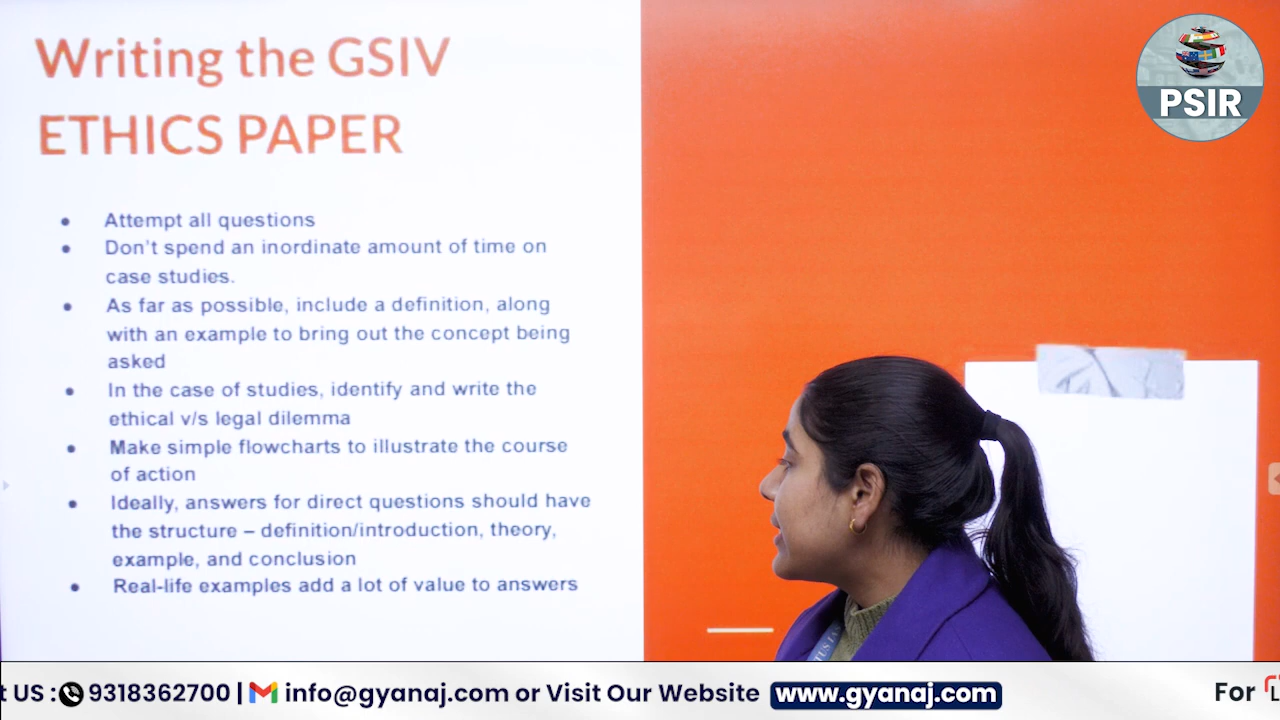 Writing the GSIV
ETHICS PAPER
PSIR
● Attempt all questions
● Don't spend an inordinate amount of time on
case studies.
● As far as possible, include a definition, along
with an example to bring out the concept being
asked
● In the case of studies, identify and write the
ethical v/s legal dilemma
● Make simple flowcharts to illustrate the course
of action
● Ideally, answers for direct questions should have
the structure – definition/introduction, theory,
example, and conclusion
● Real-life examples add a lot of value to answers
t US : 9318362700 | info@gyanaj.com or Visit Our Website www.gyanaj.com For